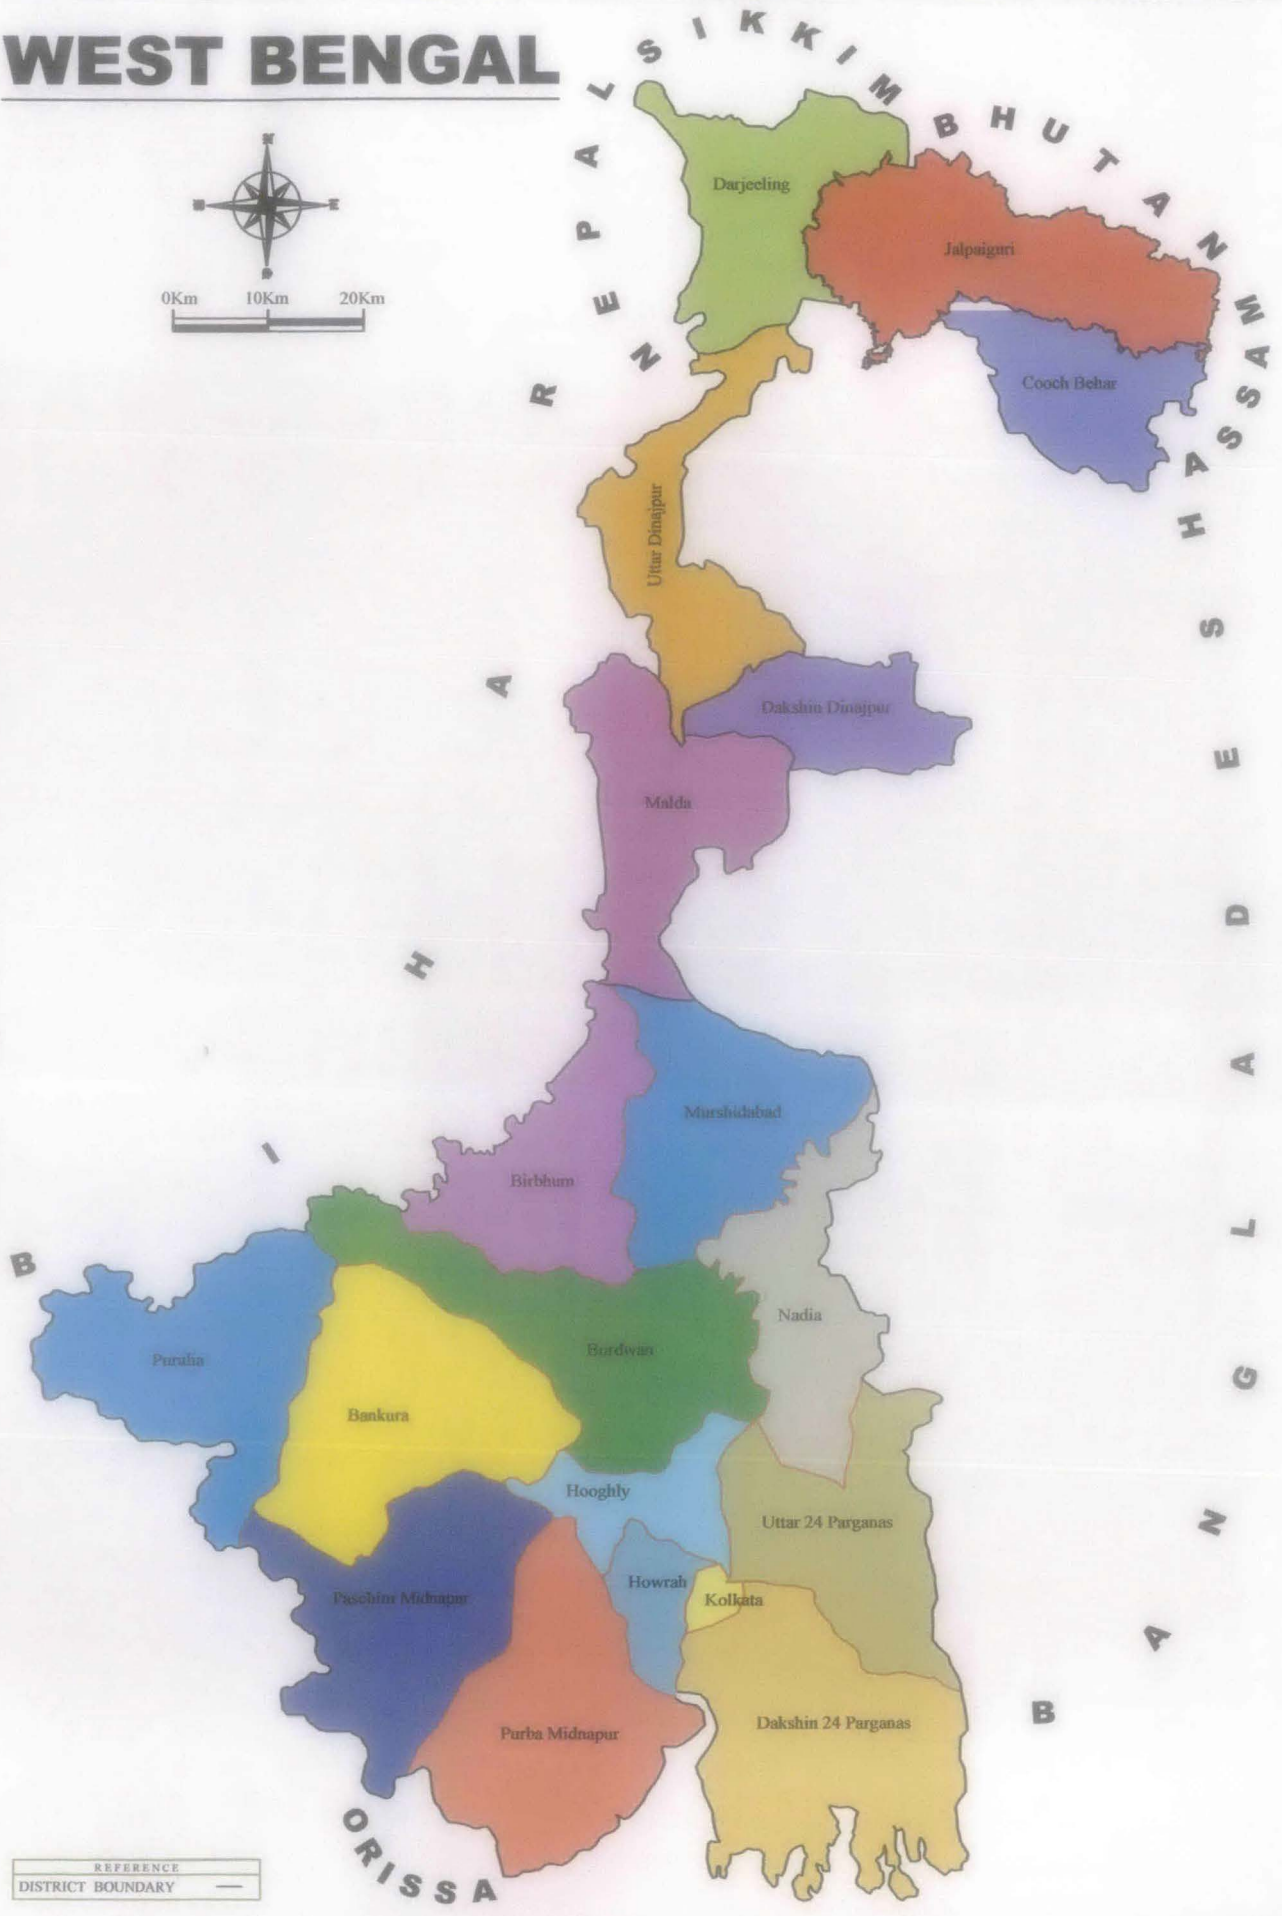 WEST BENGAL
N
0Km 10Km 20Km
NEPAL
SIKKIM
BHUTAN
ASSAM
BANGLADESH
BIHAR
ORISSA
Darjeeling
Jalpaiguri
Cooch Behar
Uttar Dinajpur
Dakshin Dinajpur
Malda
Murshidabad
Birbhum
Nadia
Bordwan
Purulia
Bankura
Hooghly
Uttar 24 Parganas
Howrah
Kolkata
Paschim Midnapur
Purba Midnapur
Dakshin 24 Parganas
REFERENCE
DISTRICT BOUNDARY